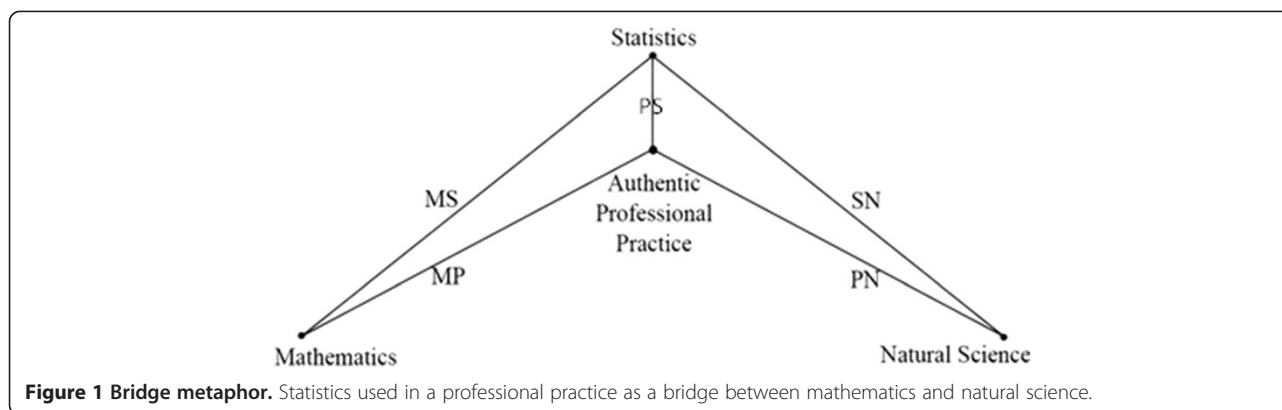 Statistics
PS
Authentic
Professional
Practice
MS
SN
MP
PN
Mathematics
Natural Science
Figure 1 Bridge metaphor. Statistics used in a professional practice as a bridge between mathematics and natural science.